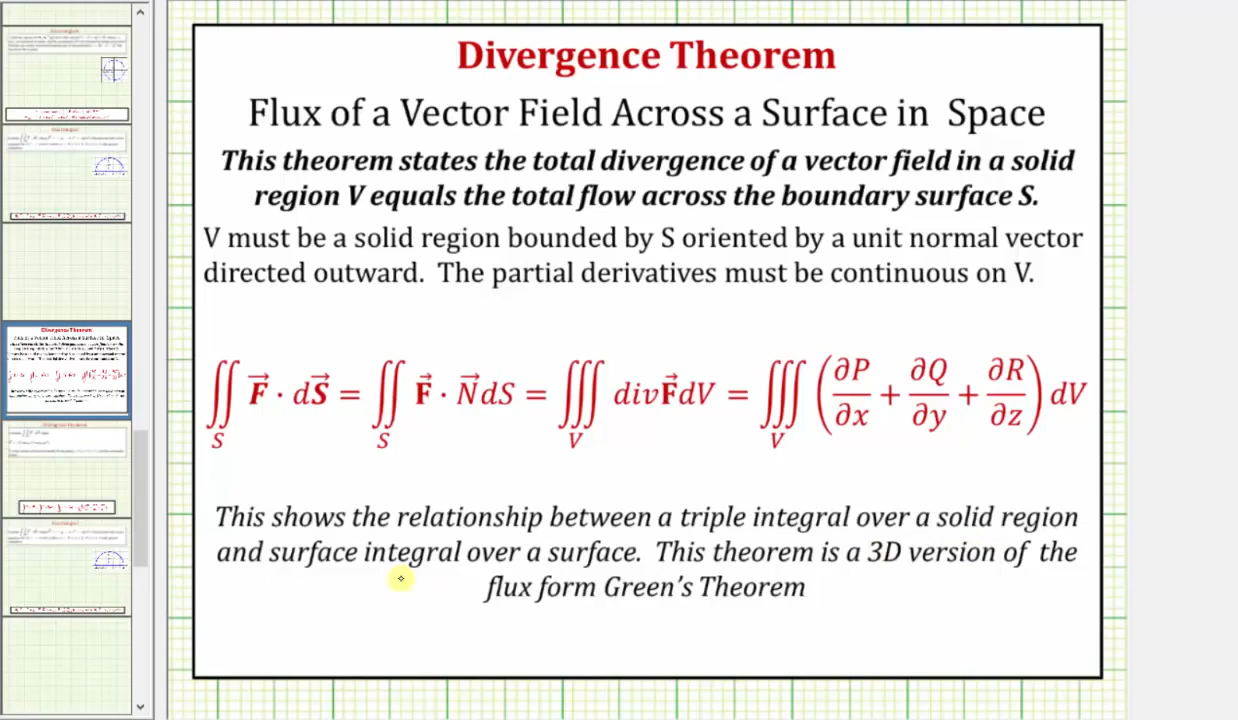 Divergence Theorem
Flux of a Vector Field Across a Surface in Space
This theorem states the total divergence of a vector field in a solid
region V equals the total flow across the boundary surface S.
V must be a solid region bounded by S oriented by a unit normal vector
directed outward. The partial derivatives must be continuous on V.
∬_S F⃗ · dS⃗ = ∬_S F⃗ · N⃗dS = ∭_V divF⃗dV = ∭_V (∂P/∂x + ∂Q/∂y + ∂R/∂z) dV
This shows the relationship between a triple integral over a solid region
and surface integral over a surface. This theorem is a 3D version of the
flux form Green's Theorem